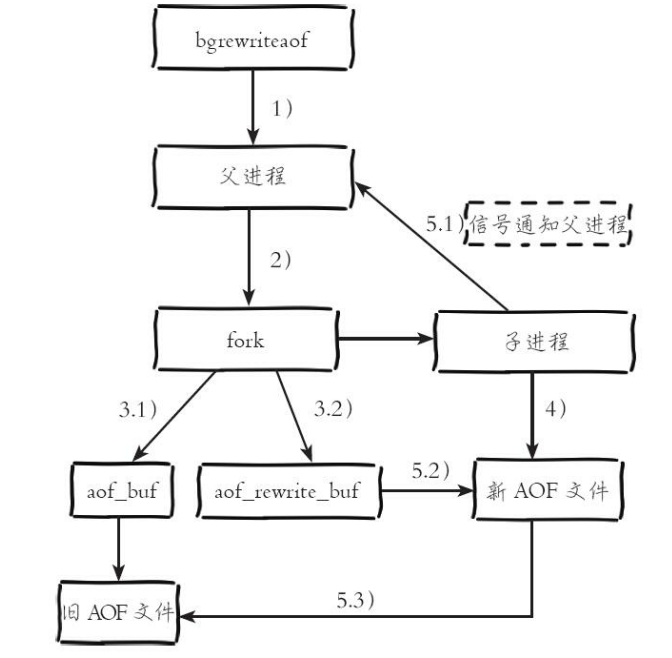 bgrewriteaof
1)
父进程
5.1)信号通知父进程
2)
fork
子进程
3.1)
3.2)
4)
aof_buf
aof_rewrite_buf
5.2)
新 AOF 文件
5.3)
旧 AOF 文件